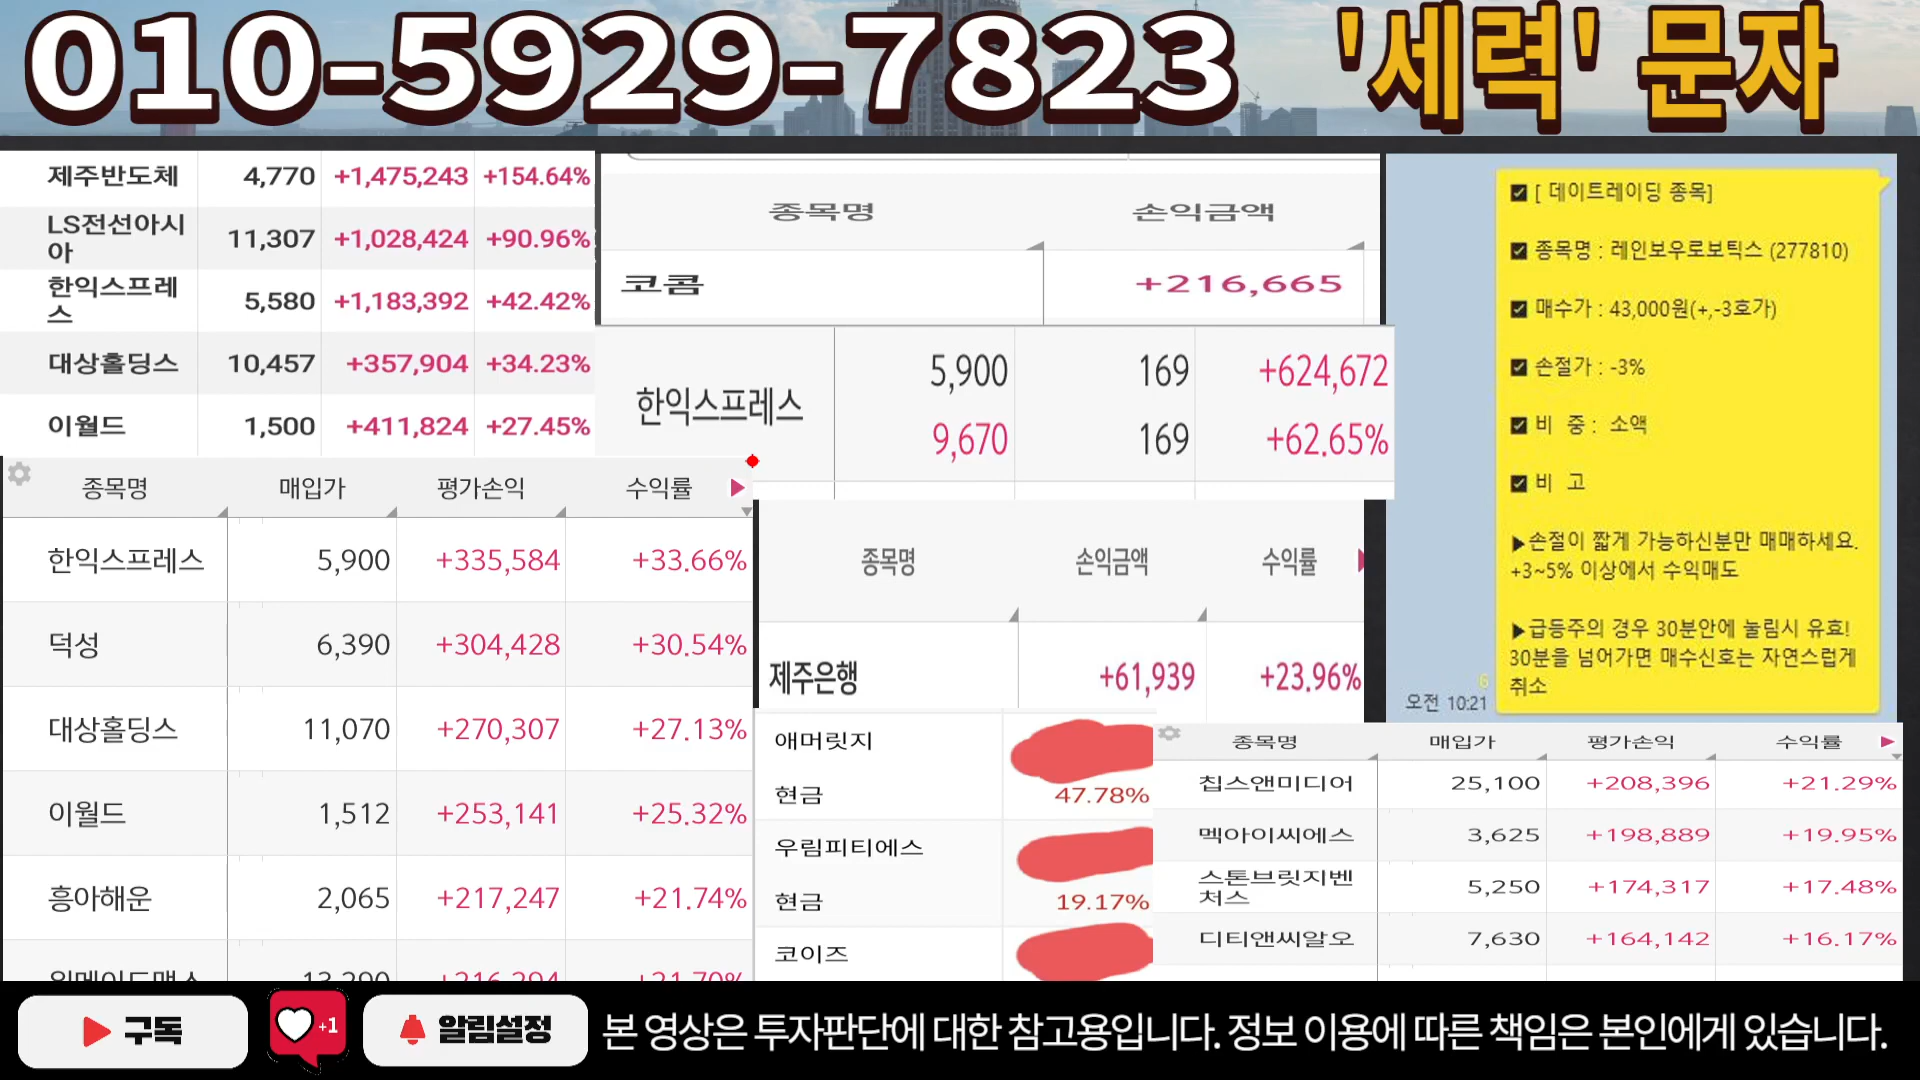 010-5929-7823 '세력' 문자
제주반도체 4,770 +1,475,243 +154.64%
LS전선아시아 11,307 +1,028,424 +90.96%
한익스프레스 5,580 +1,183,392 +42.42%
대상홀딩스 10,457 +357,904 +34.23%
이월드 1,500 +411,824 +27.45%
종목명 손익금액
코콤 +216,665
한익스프레스 5,900 169 +624,672
9,670 169 +62.65%
종목명 매입가 평가손익 수익률
한익스프레스 5,900 +335,584 +33.66%
덕성 6,390 +304,428 +30.54%
대상홀딩스 11,070 +270,307 +27.13%
이월드 1,512 +253,141 +25.32%
흥아해운 2,065 +217,247 +21.74%
종목명 손익금액 수익률
제주은행 +61,939 +23.96%
애머릿지
현금 47.78%
우림피티에스
현금 19.17%
코이즈
[ 데이트레이딩 종목]
종목명 : 레인보우로보틱스 (277810)
매수가 : 43,000원(+,-3호가)
손절가 : -3%
비 중 : 소액
비 고
▶손절이 짧게 가능하신분만 매매하세요.
+3~5% 이상에서 수익매도
▶급등주의 경우 30분안에 눌림시 유효!
30분을 넘어가면 매수신호는 자연스럽게
취소
6
오전 10:21
종목명 매입가 평가손익 수익률
칩스앤미디어 25,100 +208,396 +21.29%
멕아이씨에스 3,625 +198,889 +19.95%
스톤브릿지벤처스 5,250 +174,317 +17.48%
디티앤씨알오 7,630 +164,142 +16.17%
구독 +1 알림설정 본 영상은 투자판단에 대한 참고용입니다. 정보 이용에 따른 책임은 본인에게 있습니다.